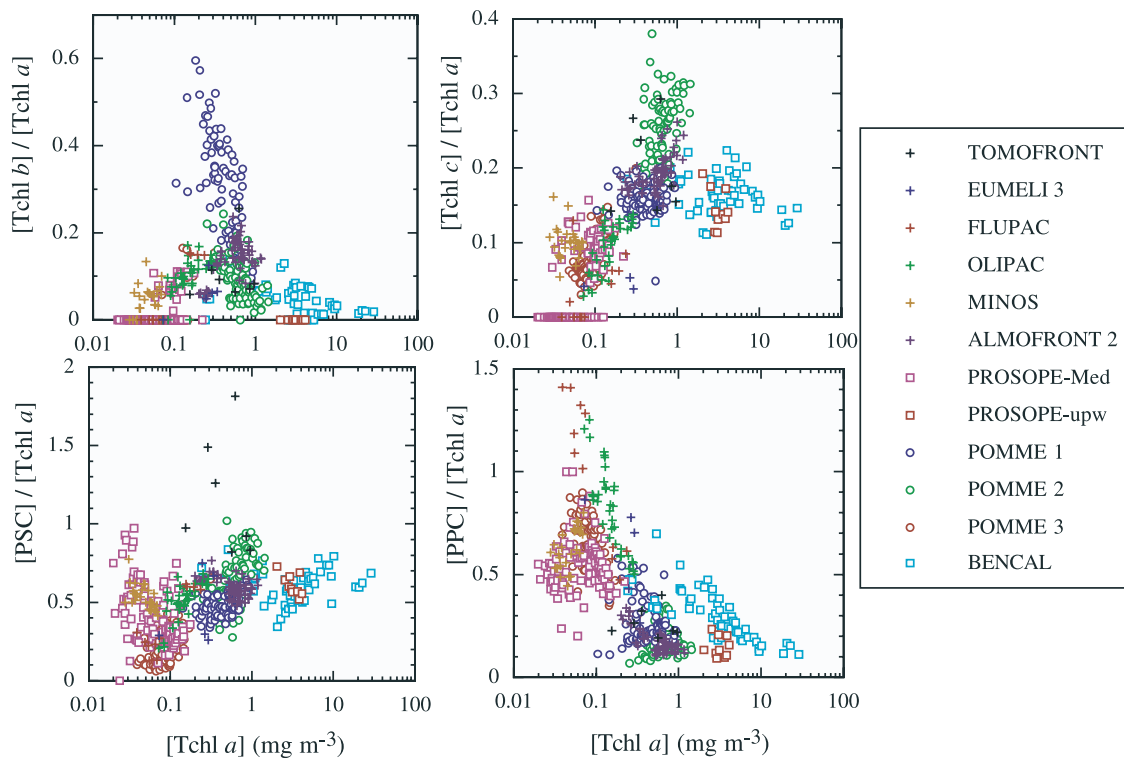 [Tchl b] / [Tchl a]
0.6
0.4
0.2
0
0.01 0.1 1 10 100
[Tchl c] / [Tchl a]
0.4
0.3
0.2
0.1
0
0.01 0.1 1 10 100
[PSC] / [Tchl a]
2
1.5
1
0.5
0
0.01 0.1 1 10 100
[Tchl a] (mg m-3)
[PPC] / [Tchl a]
1.5
1
0.5
0
0.01 0.1 1 10 100
[Tchl a] (mg m-3)
TOMOFRONT
EUMELI 3
FLUPAC
OLIPAC
MINOS
ALMOFRONT 2
PROSOPE-Med
PROSOPE-upw
POMME 1
POMME 2
POMME 3
BENCAL